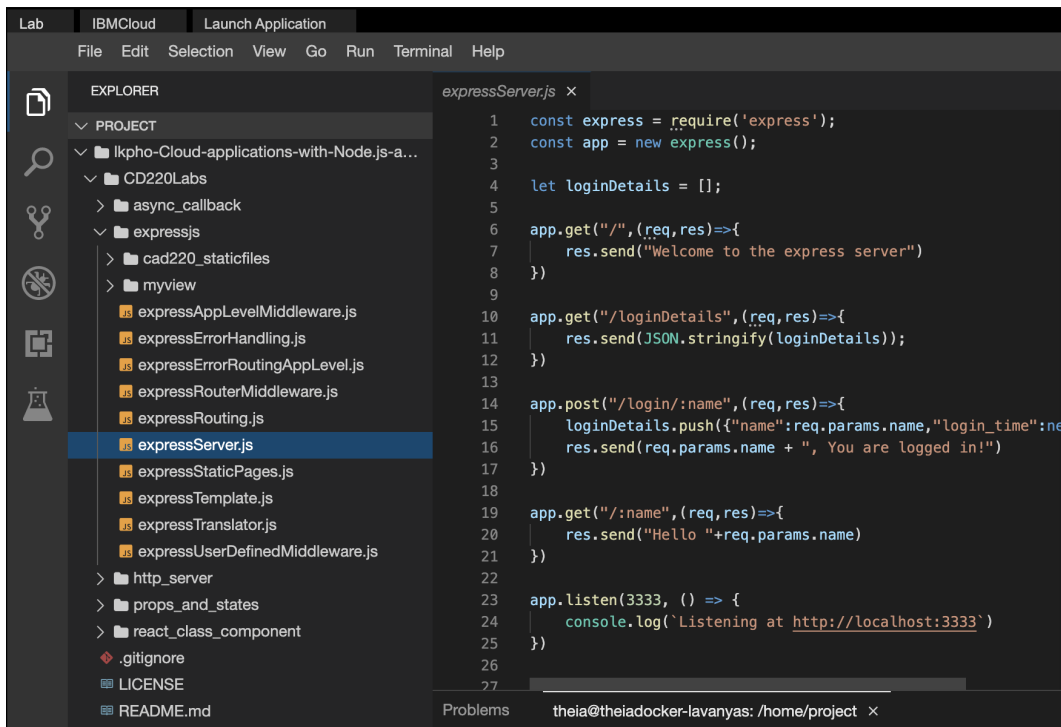 Lab IBMCloud Launch Application
File Edit Selection View Go Run Terminal Help
EXPLORER
PROJECT
lkpho-Cloud-applications-with-Node.js-a...
CD220Labs
async_callback
expressjs
cad220_staticfiles
myview
expressAppLevelMiddleware.js
expressErrorHandling.js
expressErrorRoutingAppLevel.js
expressRouterMiddleware.js
expressRouting.js
expressServer.js
expressStaticPages.js
expressTemplate.js
expressTranslator.js
expressUserDefinedMiddleware.js
http_server
props_and_states
react_class_component
.gitignore
LICENSE
README.md
expressServer.js ×
1 const express = require('express');
2 const app = new express();
3
4 let loginDetails = [];
5
6 app.get("/",(req,res)=>{
7     res.send("Welcome to the express server")
8 })
9
10 app.get("/loginDetails",(req,res)=>{
11     res.send(JSON.stringify(loginDetails));
12 })
13
14 app.post("/login/:name",(req,res)=>{
15     loginDetails.push({"name":req.params.name,"login_time":ne
16     res.send(req.params.name + ", You are logged in!")
17 })
18
19 app.get("/:name",(req,res)=>{
20     res.send("Hello "+req.params.name)
21 })
22
23 app.listen(3333, () => {
24     console.log(`Listening at http://localhost:3333`)
25 })
26
27
Problems theia@theiadocker-lavanyas: /home/project ×